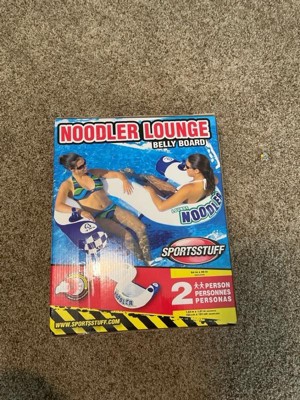 NOODLER LOUNGE
BELLY BOARD
NOODLER
SPORTSSTUFF
2 PERSON
PERSONNES
PERSONAS
WWW.SPORTSSTUFF.COM